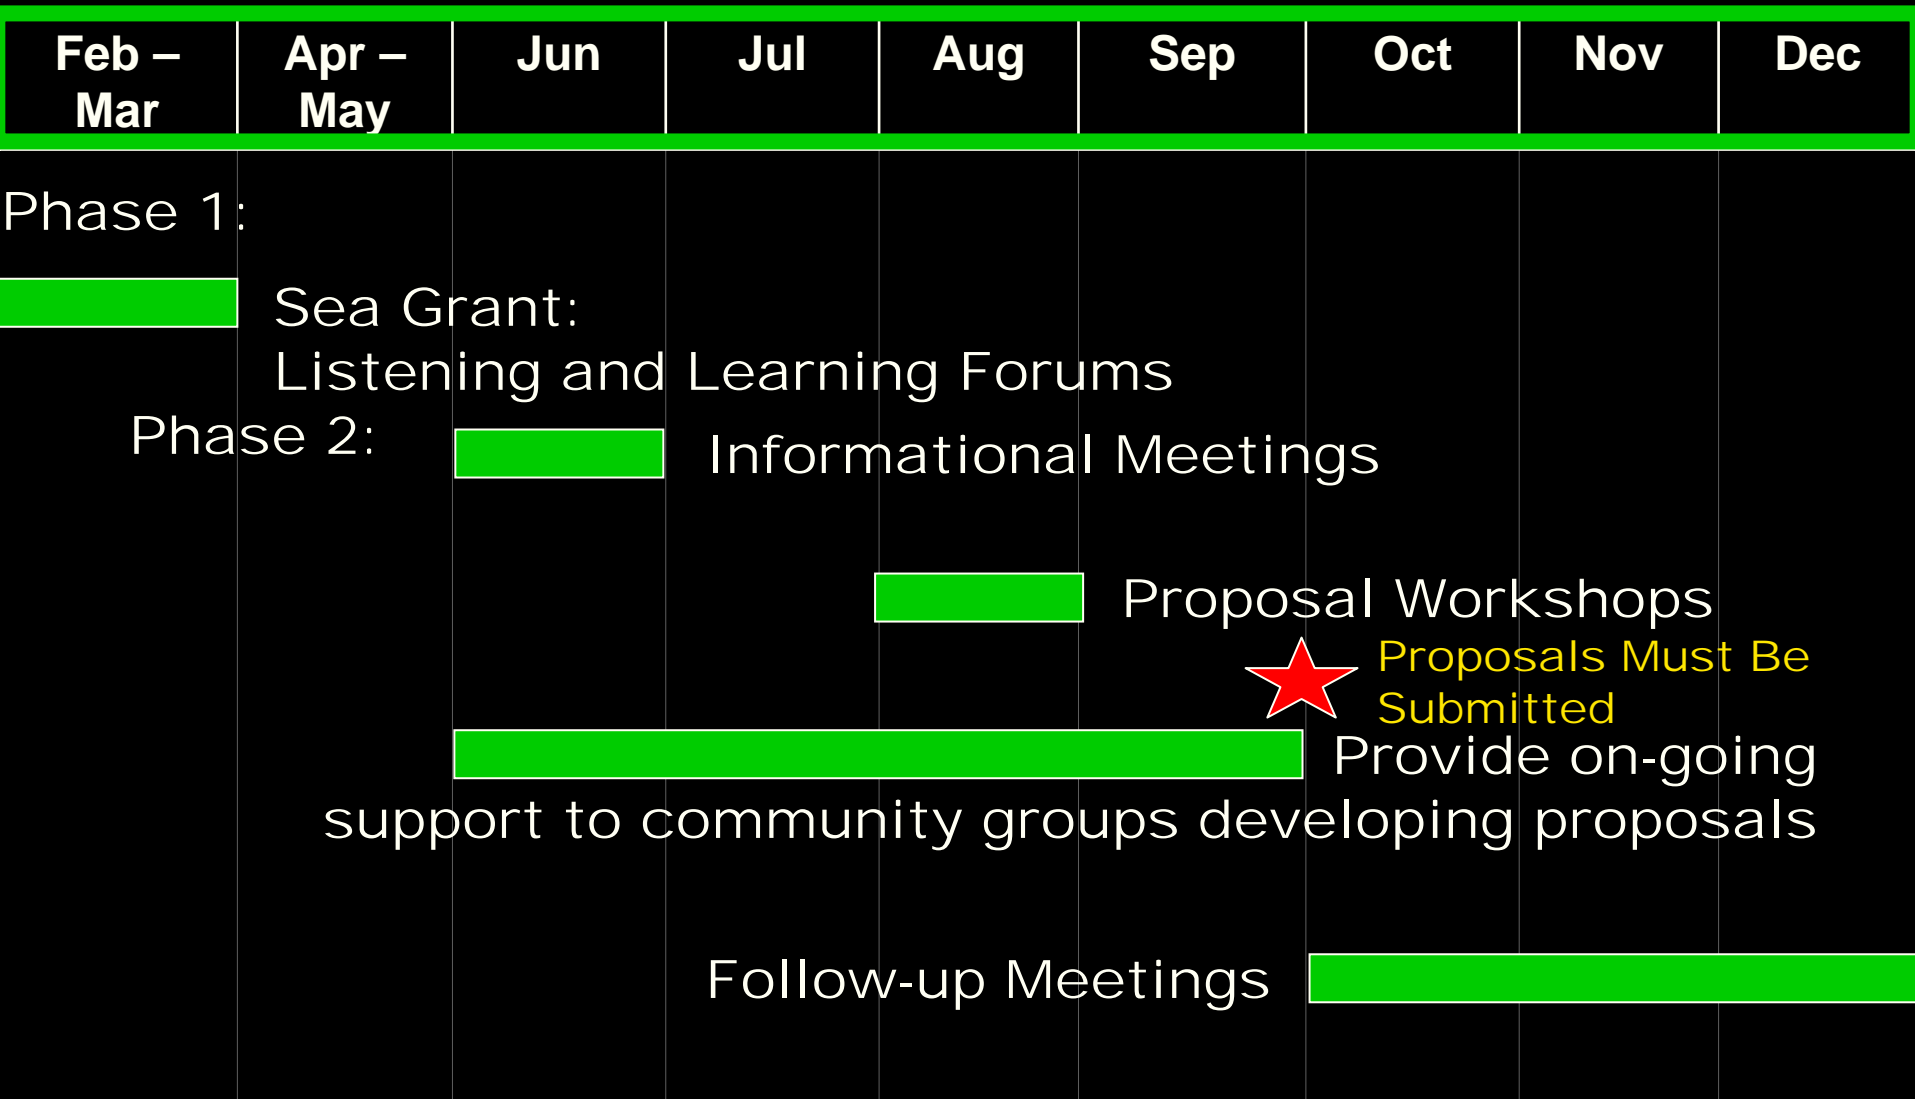 Feb –
Mar
Apr –
May
Jun
Jul
Aug
Sep
Oct
Nov
Dec
Phase 1:
Sea Grant:
Listening and Learning Forums
Phase 2:
Informational Meetings
Proposal Workshops
Proposals Must Be
Submitted
Provide on-going
support to community groups developing proposals
Follow-up Meetings